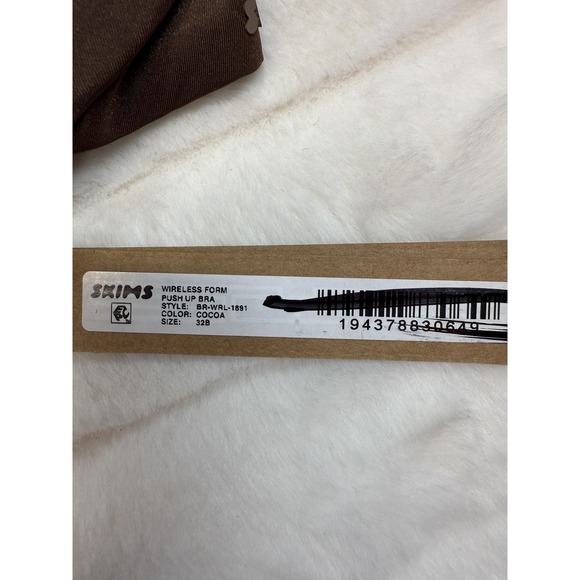 SKIMS
WIRELESS FORM
PUSH UP BRA
STYLE: BR-WRL-1891
COLOR: COCOA
SIZE: 32B
194378830649